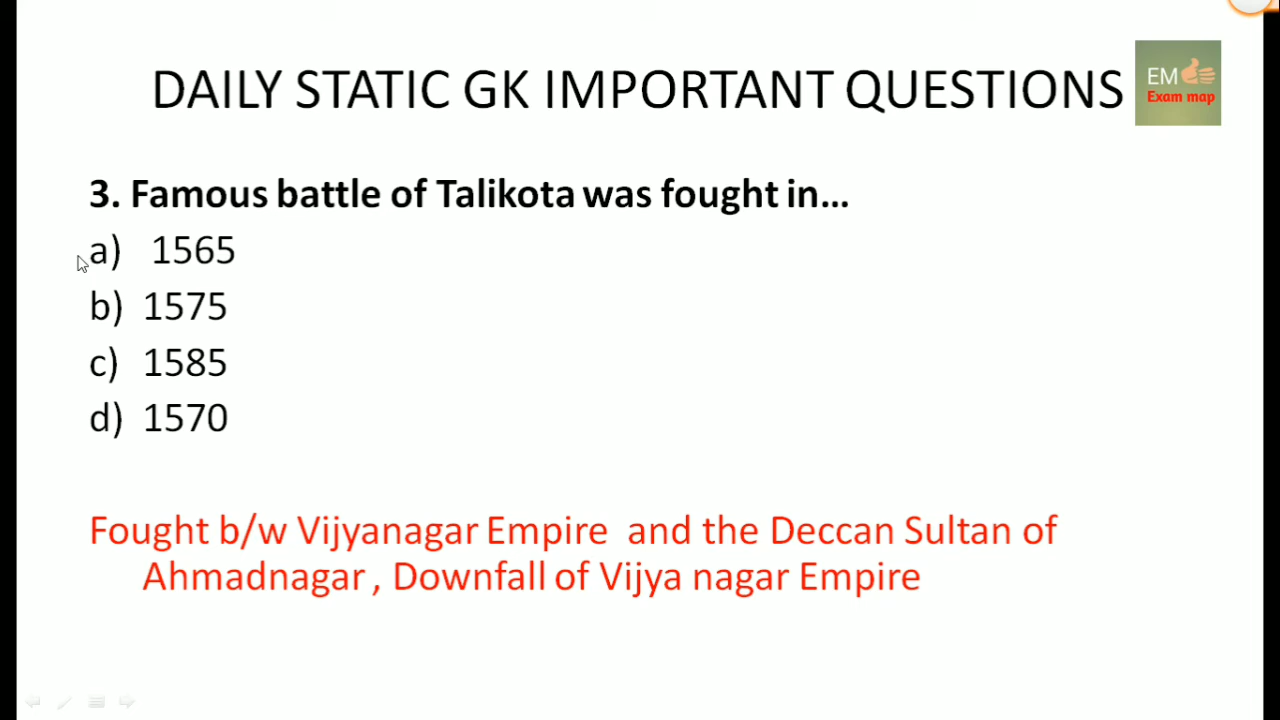 DAILY STATIC GK IMPORTANT QUESTIONS
EM
Exam map
3. Famous battle of Talikota was fought in...
a) 1565
b) 1575
c) 1585
d) 1570
Fought b/w Vijyanagar Empire and the Deccan Sultan of
Ahmadnagar , Downfall of Vijya nagar Empire